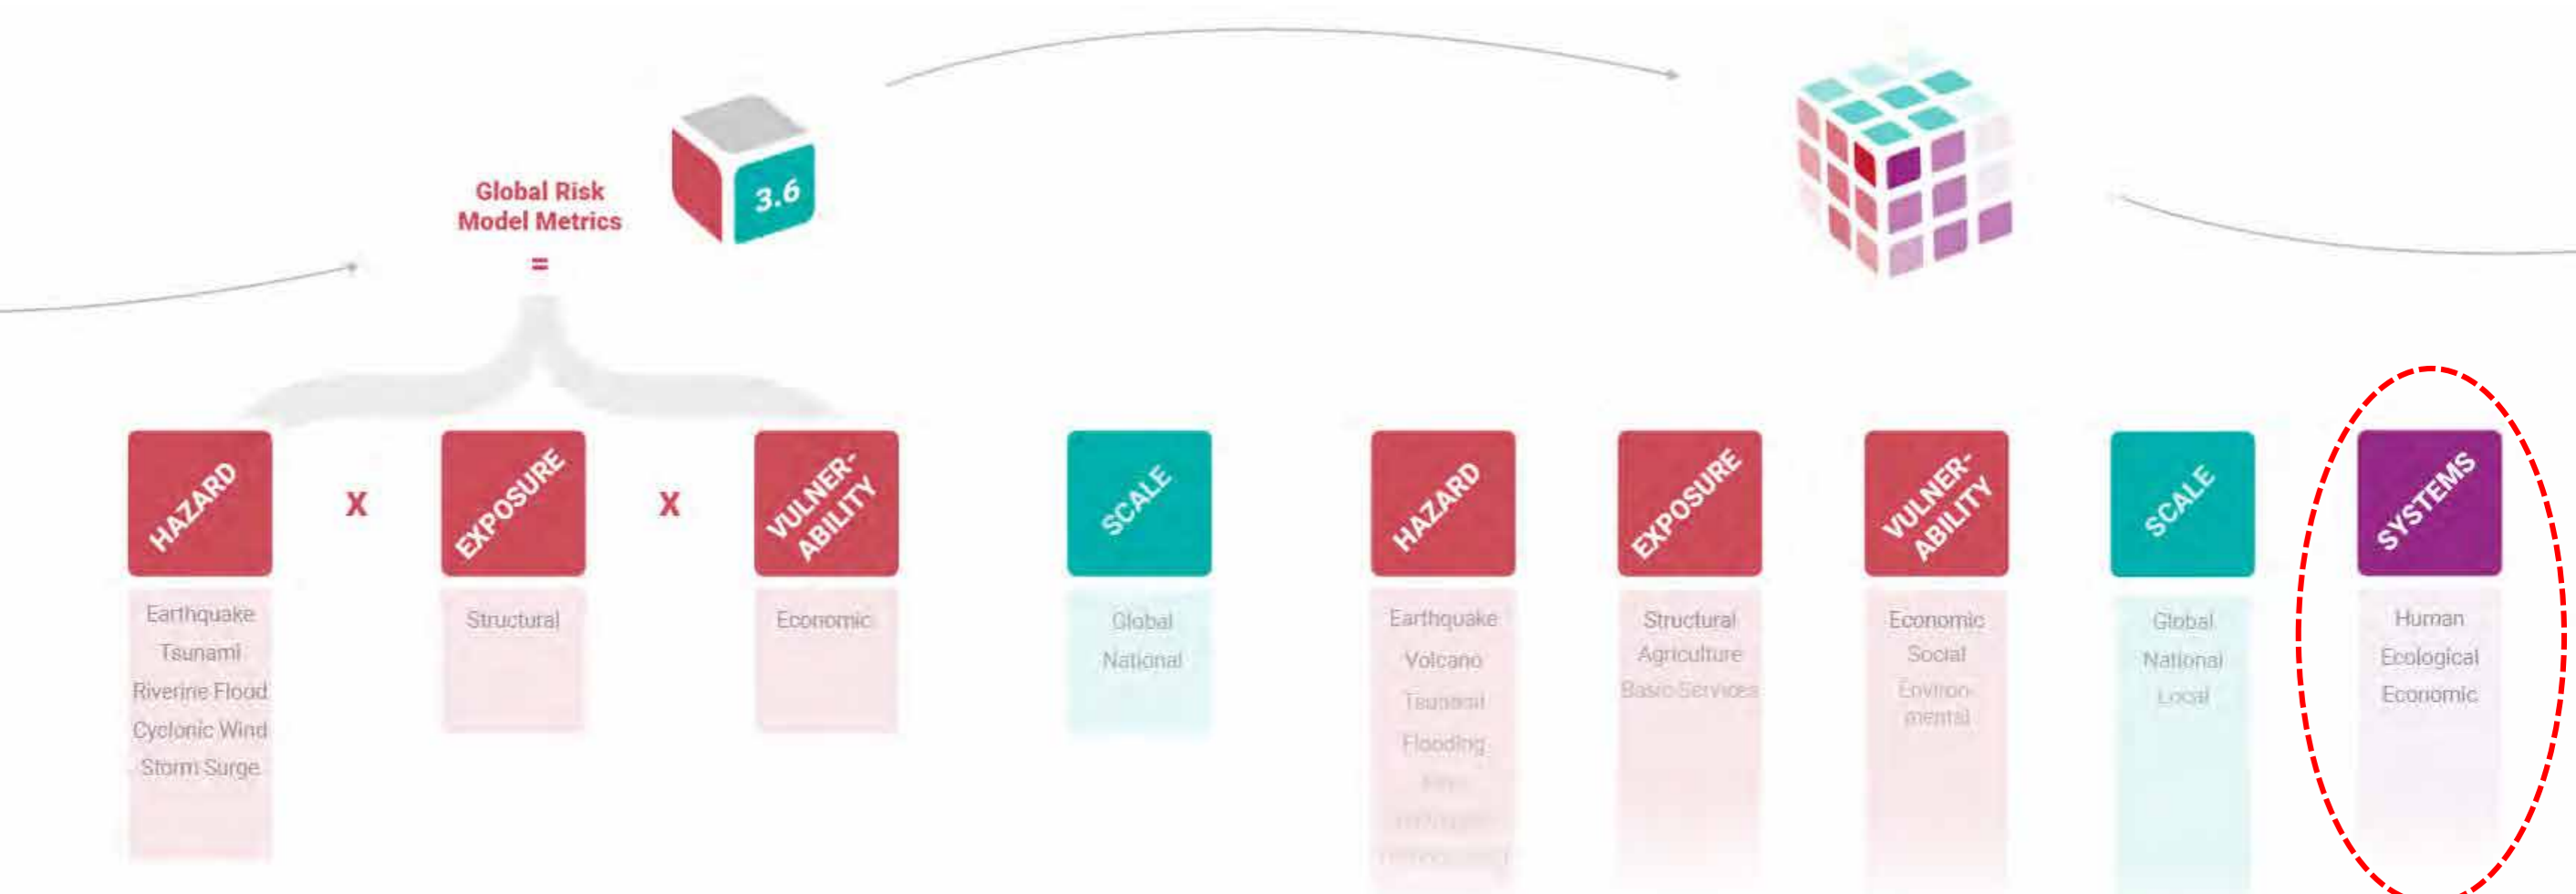 Global Risk
Model Metrics
=
3.6
HAZARD
X
EXPOSURE
X
VULNER-
ABILITY
SCALE
HAZARD
EXPOSURE
VULNER-
ABILITY
SCALE
SYSTEMS
Earthquake
Tsunami
Riverine Flood
Cyclonic Wind
Storm Surge
Structural
Economic
Global
National
Earthquake
Volcano
Tsunami
Flooding
Structural
Agriculture
Basic Services
Economic
Social
Environ-
mental
Global
National
Local
Human
Ecological
Economic